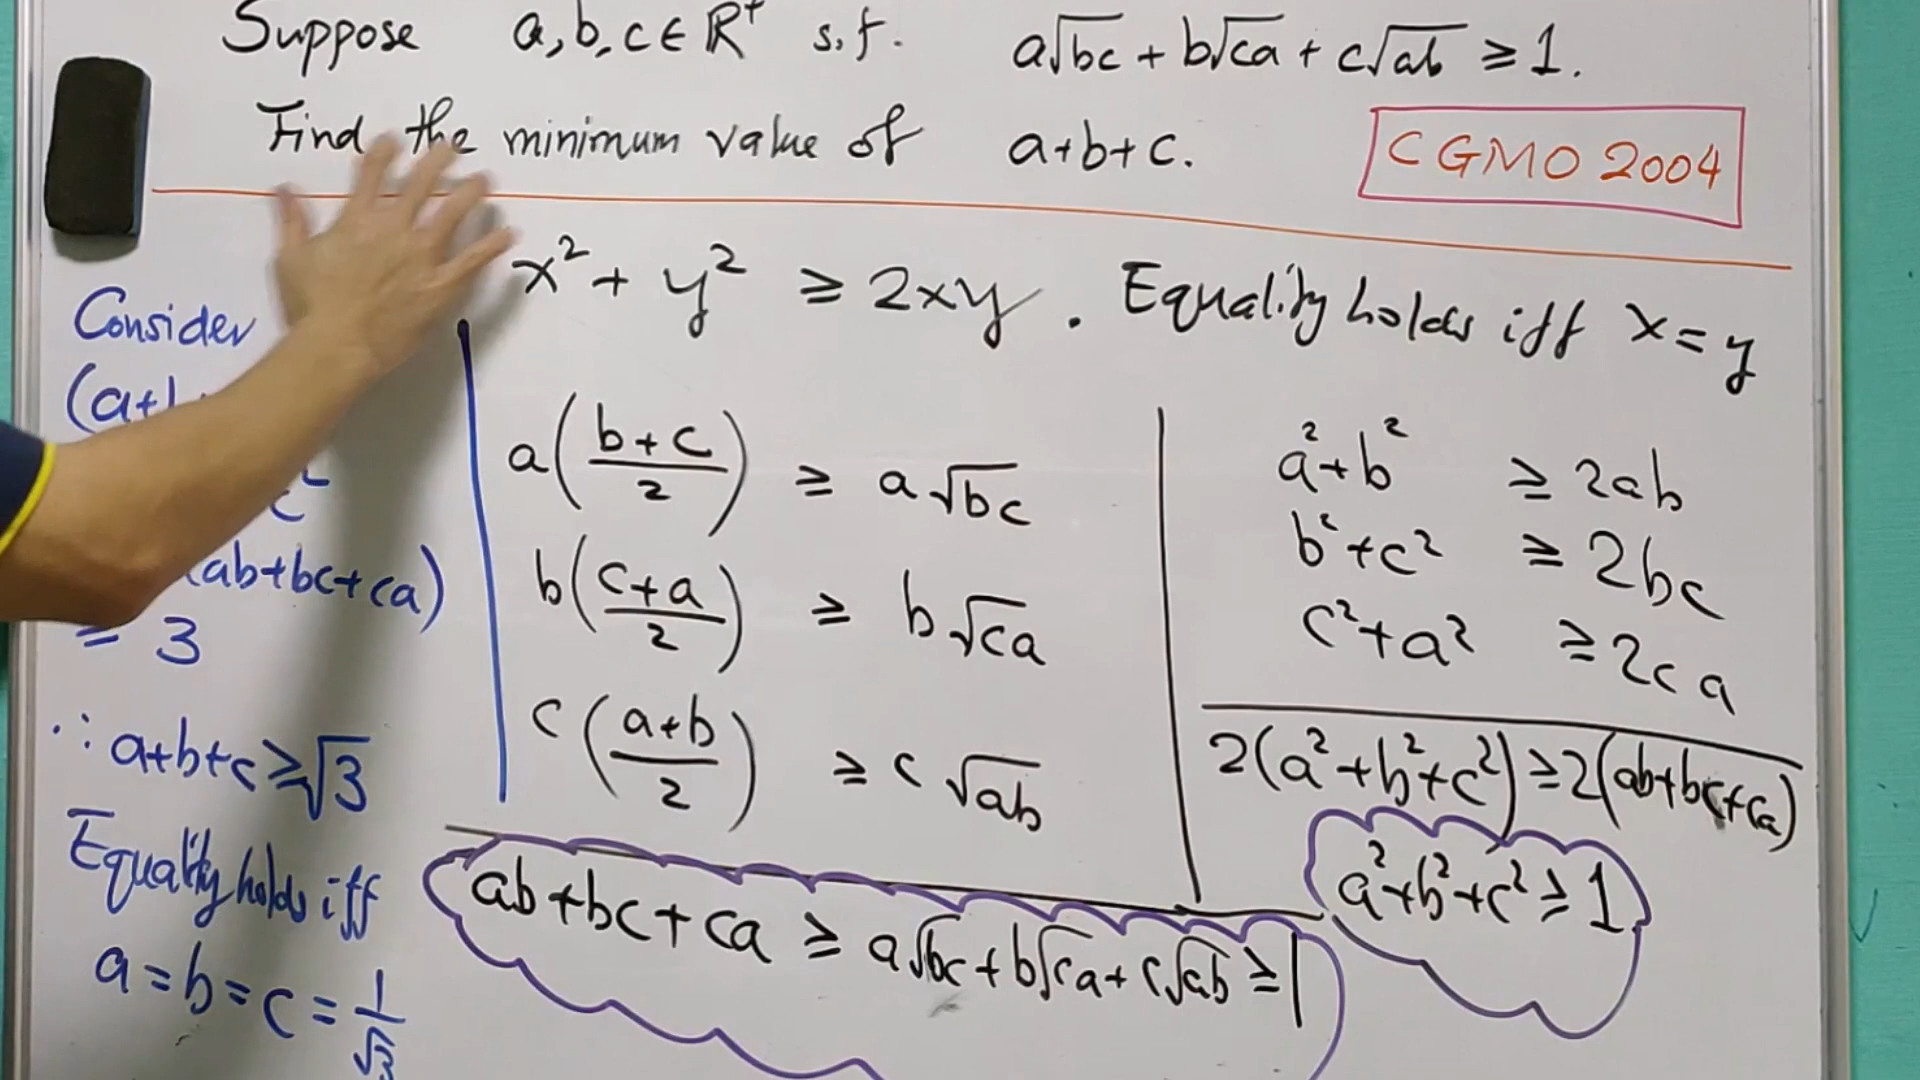 Suppose a,b,c∈R⁺ s.t. a√bc + b√ca + c√ab ≥ 1.
Find the minimum value of a+b+c.
CGMO 2004
x² + y² ≥ 2xy. Equality holds iff x=y
Consider
(a+
c²
(ab+bc+ca)
≥ 3
∴ a+b+c ≥ √3
Equality holds iff
a=b=c=1/√3
a((b+c)/2) ≥ a√bc
b((c+a)/2) ≥ b√ca
c((a+b)/2) ≥ c√ab
ab+bc+ca ≥ a√bc+b√ca+c√ab ≥1
a²+b² ≥ 2ab
b²+c² ≥ 2bc
c²+a² ≥ 2ca
2(a²+b²+c²) ≥ 2(ab+bc+ca)
a²+b²+c² ≥ 1